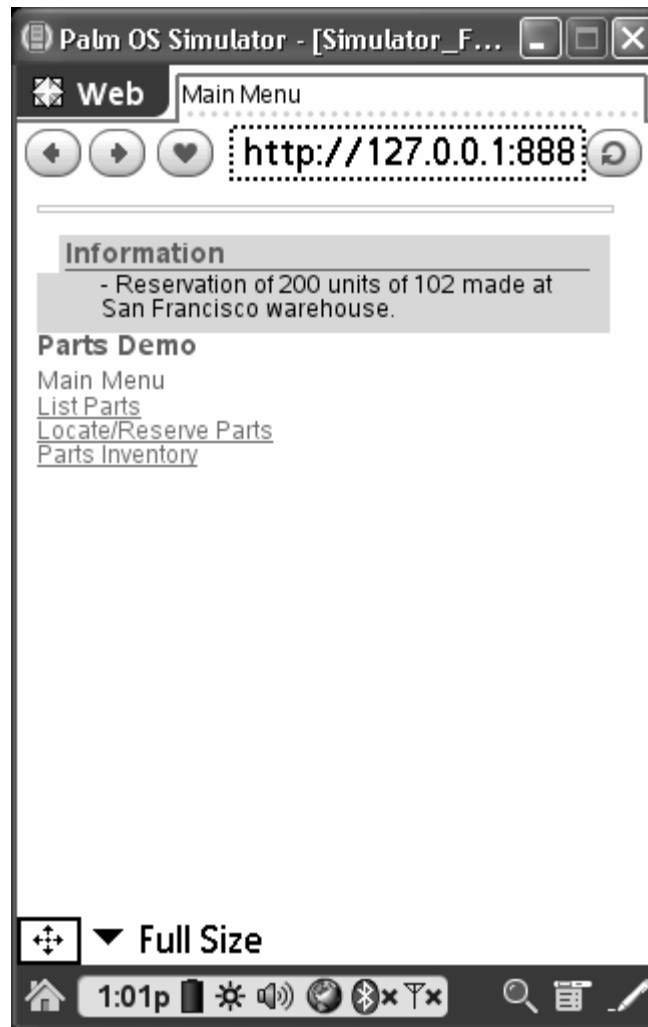 Palm OS Simulator - [Simulator_F...
Web
Main Menu
http://127.0.0.1:888
Information
- Reservation of 200 units of 102 made at
San Francisco warehouse.
Parts Demo
Main Menu
List Parts
Locate/Reserve Parts
Parts Inventory
Full Size
1:01p